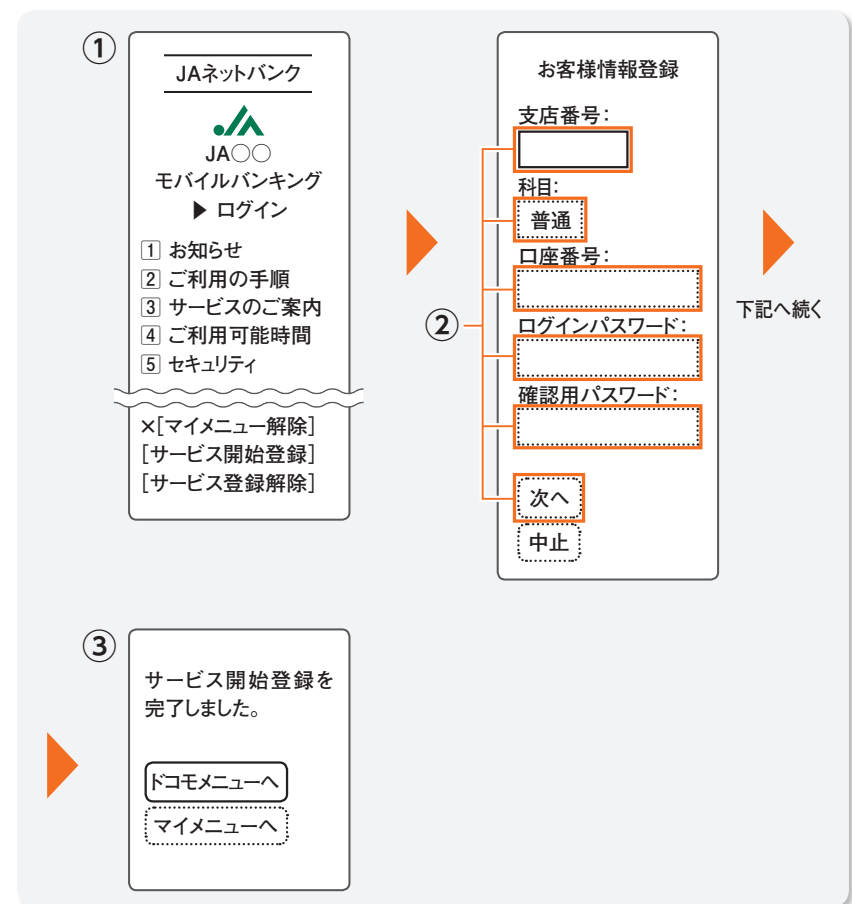 ①
JAネットバンク
JA○○
モバイルバンキング
▶ ログイン
1 お知らせ
2 ご利用の手順
3 サービスのご案内
4 ご利用可能時間
5 セキュリティ
×[マイメニュー解除]
[サービス開始登録]
[サービス登録解除]
②
お客様情報登録
支店番号：
科目：
普通
口座番号：
ログインパスワード：
確認用パスワード：
次へ
中止
下記へ続く
③
サービス開始登録を
完了しました。
ドコモメニューへ
マイメニューへ